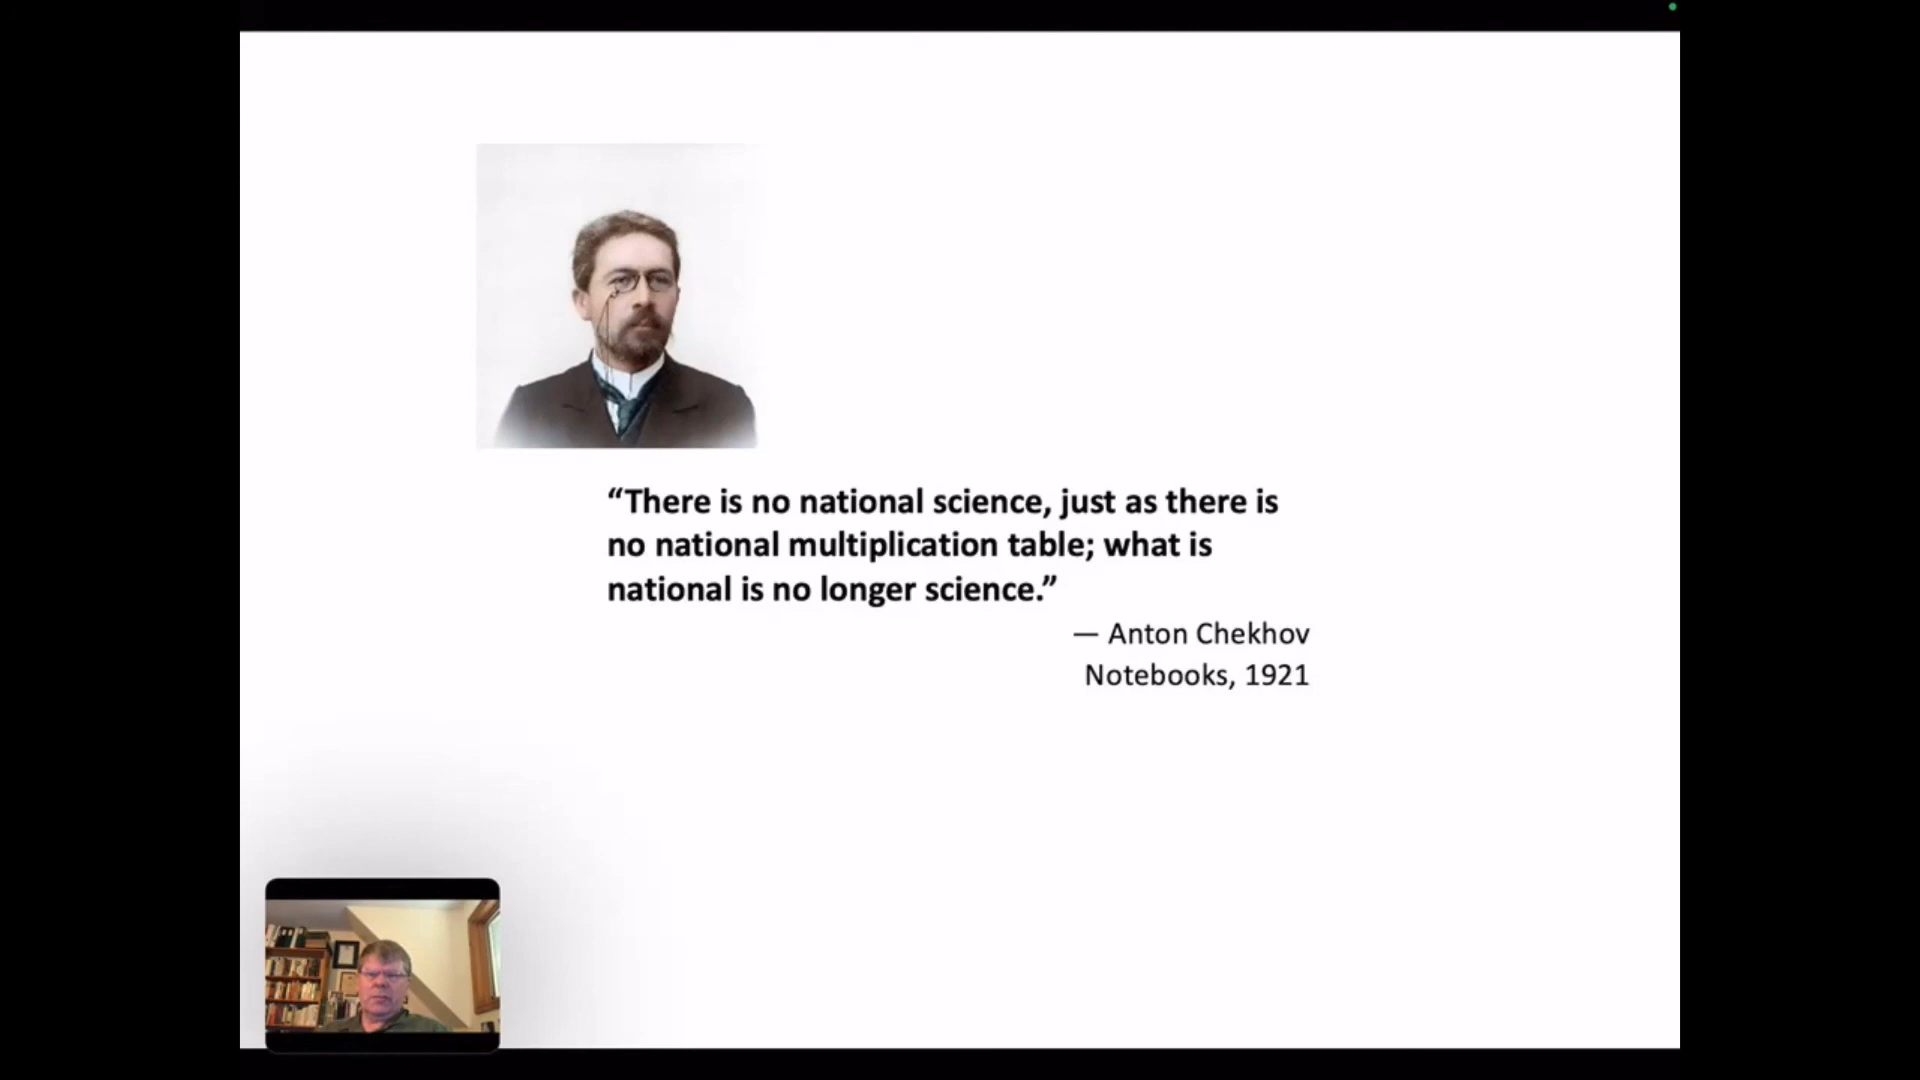 “There is no national science, just as there is
no national multiplication table; what is
national is no longer science.”
— Anton Chekhov
Notebooks, 1921